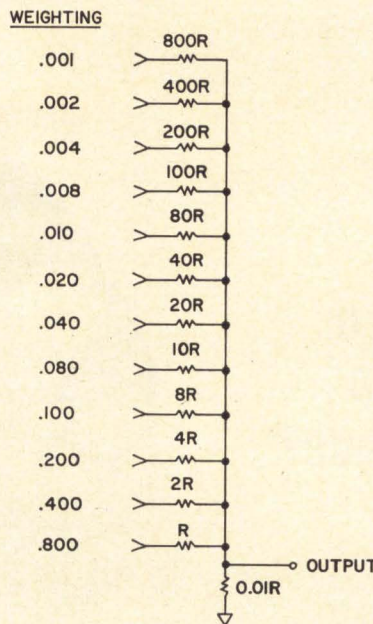 WEIGHTING
800R
.001
400R
.002
200R
.004
100R
.008
80R
.010
40R
.020
20R
.040
10R
.080
8R
.100
4R
.200
2R
.400
R
.800
OUTPUT
0.01R